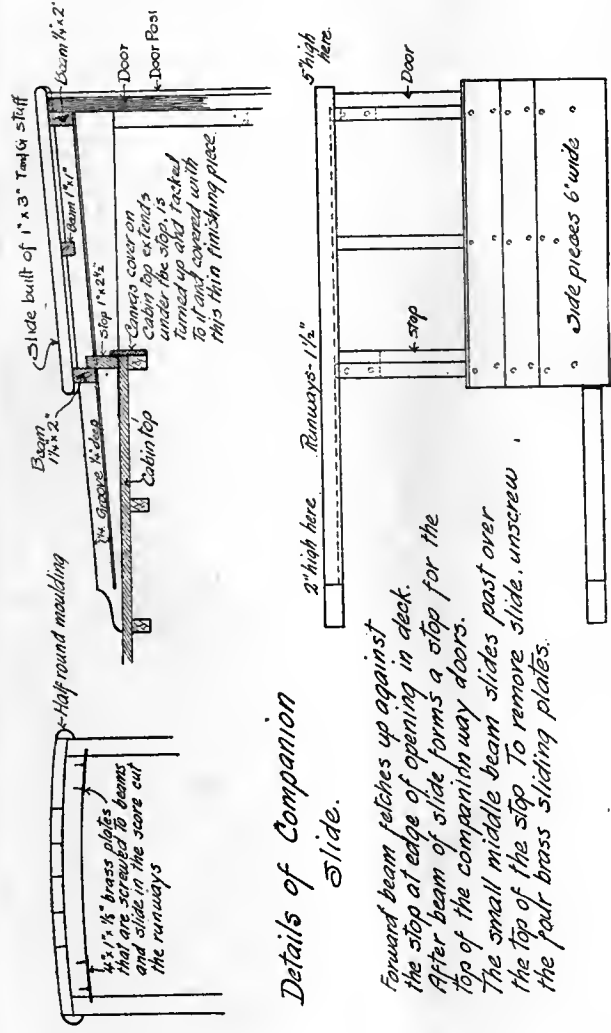 Half round moulding
4"x1"x⅛" brass plates
that are screwed to beams
and slide in the score cut
the runways
Slide built of 1" x 3" T and G stuff
Beam 1¼ x 2"
Beam
1¼ x 2"
Beam 1"x1"
Stop 1"x 2½"
Groove ¼ deep
Cabin top
Door
Door Post
Canvas cover on
Cabin top extends
under the stop, is
turned up and tacked
to it and covered with
this thin finishing piece
Details of Companion
Slide.
Forward beam fetches up against
the stop at edge of opening in deck.
After beam of slide forms a stop for the
top of the companion way doors.
The small middle beam slides past over
the top of the stop To remove slide, unscrew
the four brass sliding plates.
2" high here
Runways - 1½"
5" high
here.
Stop
Door
Side pieces 6" wide